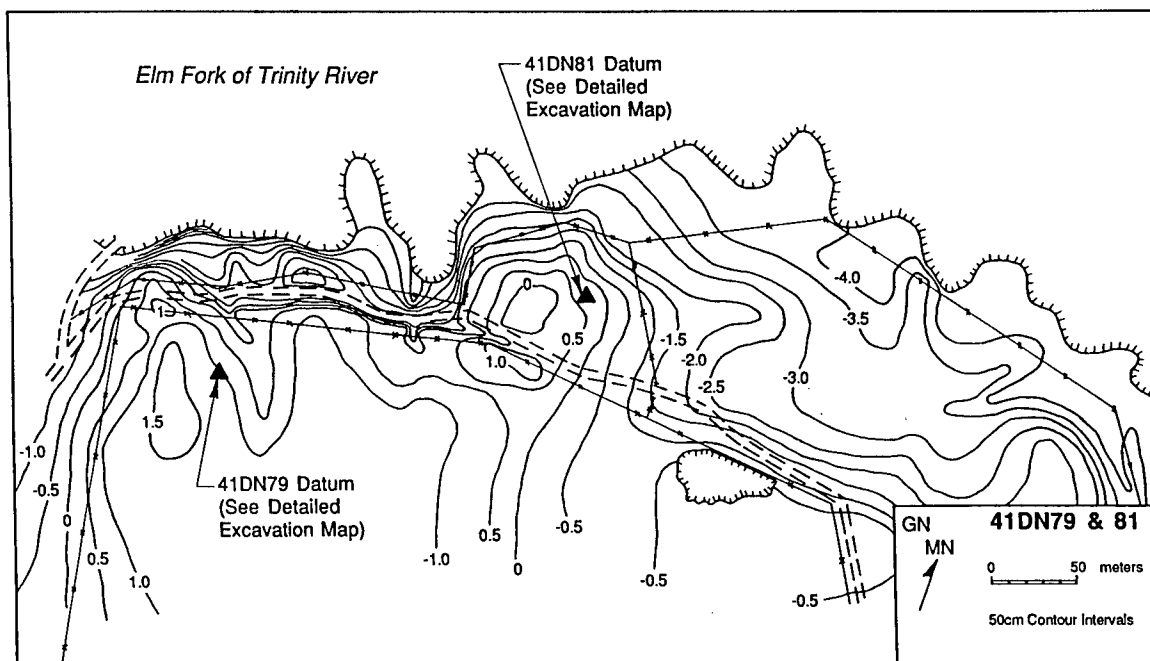 Elm Fork of Trinity River
41DN81 Datum
(See Detailed
Excavation Map)
0
-4.0
-3.5
1
0.5
-1.5
1.0
-2.0
-2.5
-3.0
1.5
-1.0
-0.5
0
0.5
1.0
41DN79 Datum
(See Detailed
Excavation Map)
-1.0
0.5
0
-0.5
-0.5
-0.5
GN
MN
41DN79 & 81
0 50 meters
50cm Contour Intervals